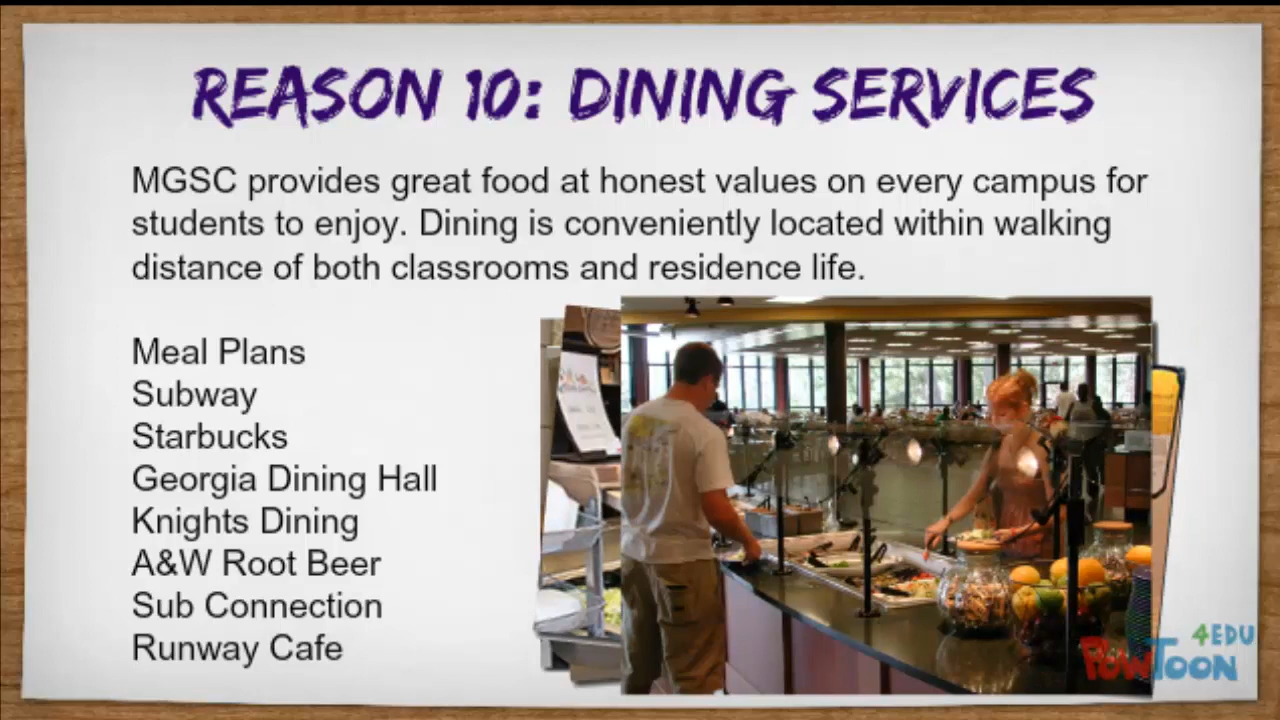 REASON 10: DINING SERVICES
MGSC provides great food at honest values on every campus for
students to enjoy. Dining is conveniently located within walking
distance of both classrooms and residence life.
Meal Plans
Subway
Starbucks
Georgia Dining Hall
Knights Dining
A&W Root Beer
Sub Connection
Runway Cafe
4EDU
POWTOON